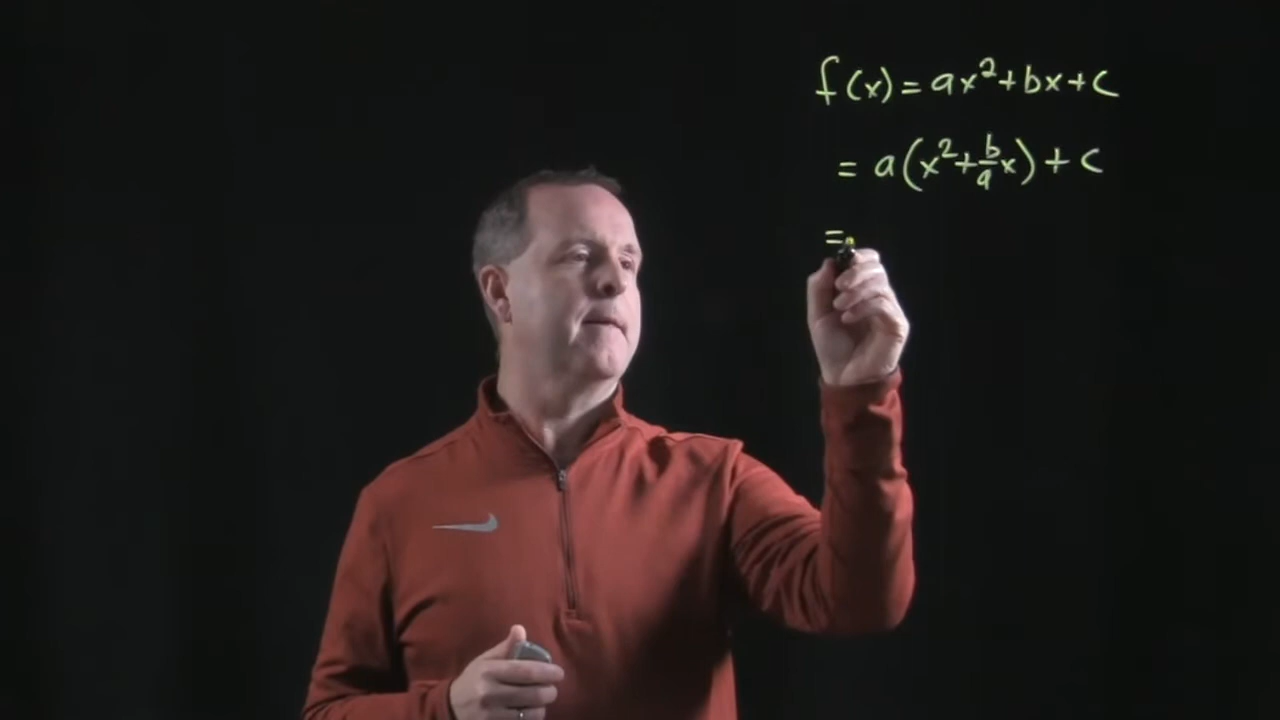 f(x) = ax²+bx+c
= a(x²+b/a x) + c
=